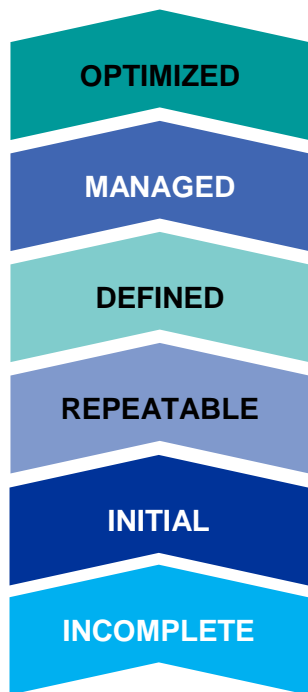 OPTIMIZED
MANAGED
DEFINED
REPEATABLE
INITIAL
INCOMPLETE